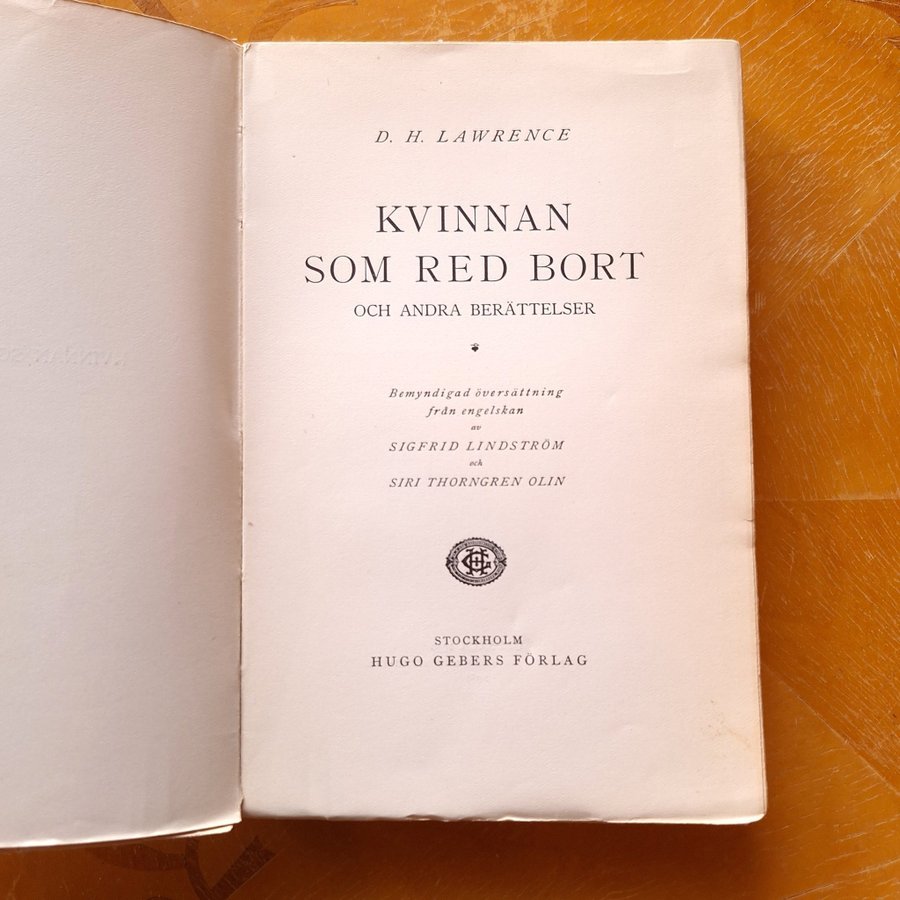 D. H. LAWRENCE
KVINNAN
SOM RED BORT
OCH ANDRA BERÄTTELSER
Bemyndigad översättning
från engelskan
av
SIGFRID LINDSTRÖM
och
SIRI THORNGREN OLIN
STOCKHOLM
HUGO GEBERS FÖRLAG